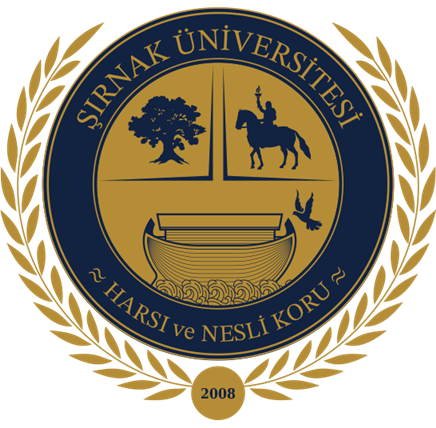 ŞIRNAK ÜNİVERSİTESİ
~ HARSI ve NESLİ KORU ~
2008